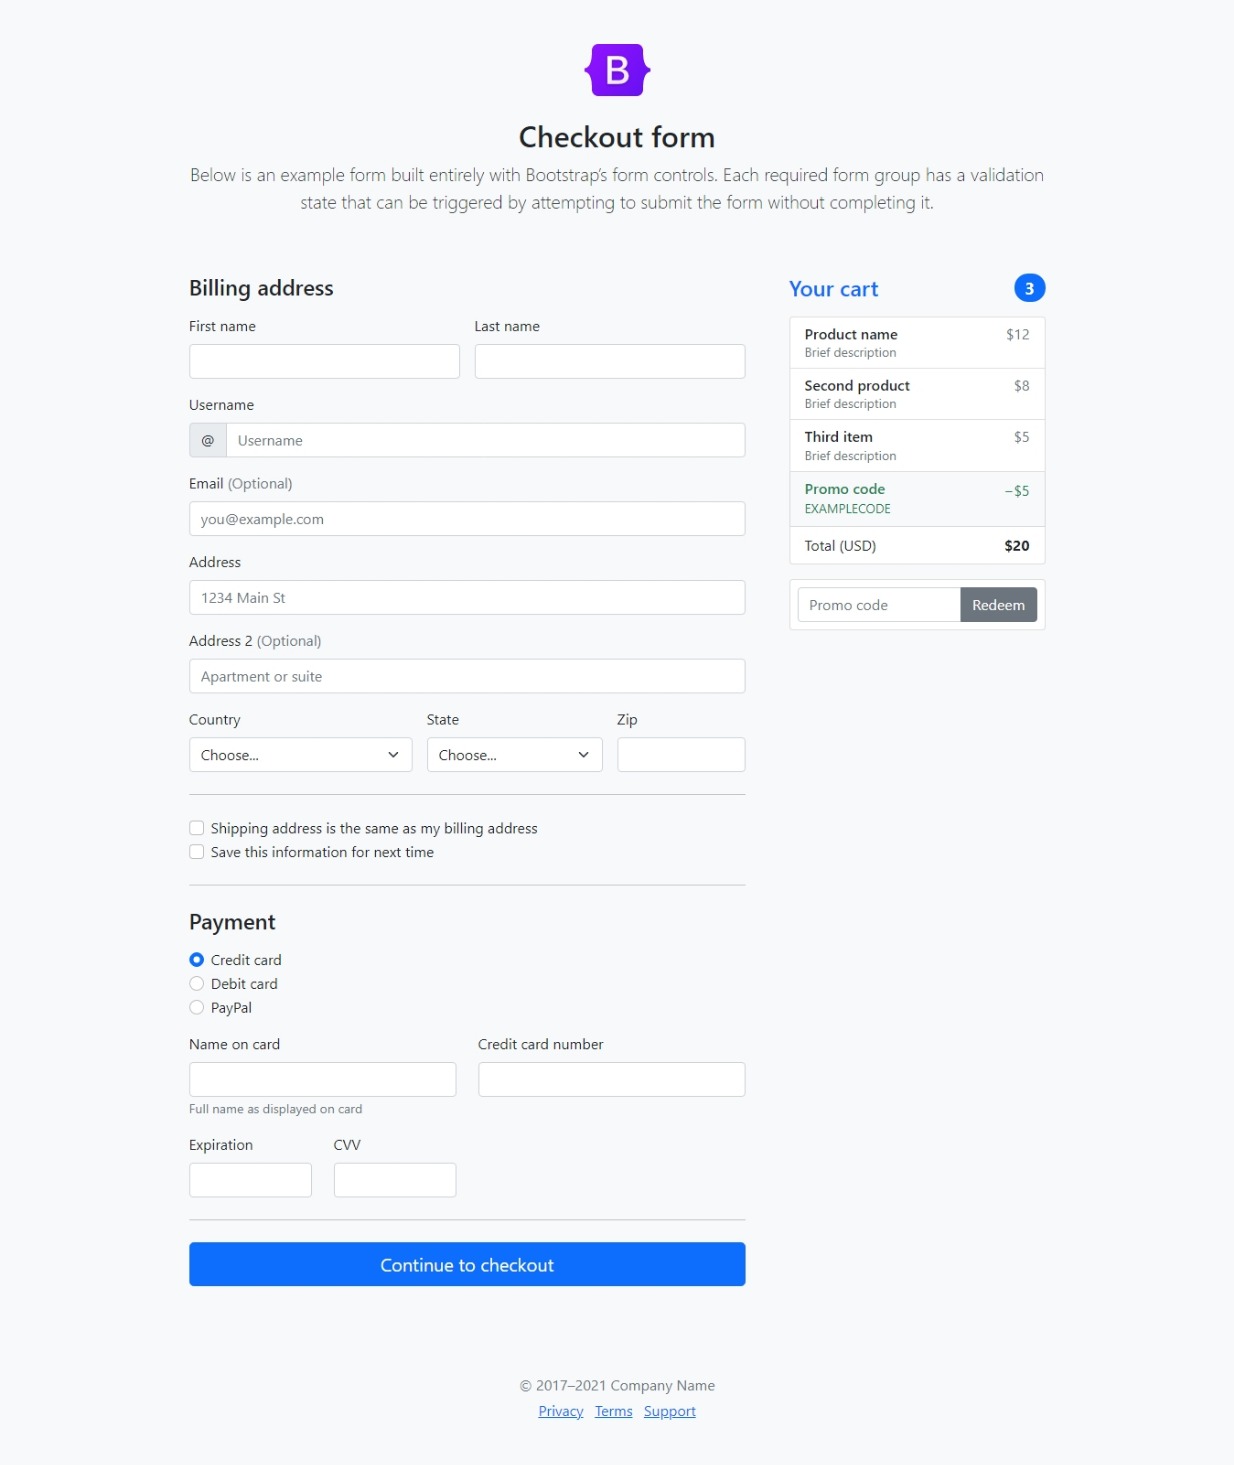 B
Checkout form
Below is an example form built entirely with Bootstrap’s form controls. Each required form group has a validation
state that can be triggered by attempting to submit the form without completing it.
Billing address
First name
Last name
Username
@
Username
Email (Optional)
you@example.com
Address
1234 Main St
Address 2 (Optional)
Apartment or suite
Country
State
Zip
Choose...
Choose...
Shipping address is the same as my billing address
Save this information for next time
Payment
Credit card
Debit card
PayPal
Name on card
Credit card number
Full name as displayed on card
Expiration
CVV
Continue to checkout
Your cart
3
Product name
$12
Brief description
Second product
$8
Brief description
Third item
$5
Brief description
Promo code
−$5
EXAMPLECODE
Total (USD)
$20
Promo code
Redeem
© 2017–2021 Company Name
Privacy Terms Support